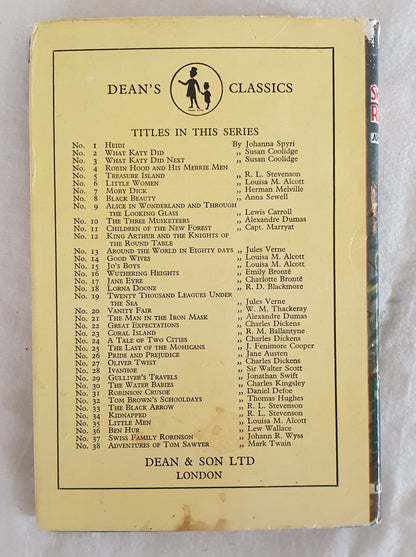 DEAN'S CLASSICS
TITLES IN THIS SERIES
No. 1 HEIDI By Johanna Spyri
No. 2 WHAT KATY DID ,, Susan Coolidge
No. 3 WHAT KATY DID NEXT ,, Susan Coolidge
No. 4 ROBIN HOOD AND HIS MERRIE MEN
No. 5 TREASURE ISLAND ,, R. L. Stevenson
No. 6 LITTLE WOMEN ,, Louisa M. Alcott
No. 7 MOBY DICK ,, Herman Melville
No. 8 BLACK BEAUTY ,, Anna Sewell
No. 9 ALICE IN WONDERLAND AND THROUGH
THE LOOKING GLASS ,, Lewis Carroll
No. 10 THE THREE MUSKETEERS ,, Alexandre Dumas
No. 11 CHILDREN OF THE NEW FOREST ,, Capt. Marryat
No. 12 KING ARTHUR AND THE KNIGHTS OF
THE ROUND TABLE
No. 13 AROUND THE WORLD IN EIGHTY DAYS ,, Jules Verne
No. 14 GOOD WIVES ,, Louisa M. Alcott
No. 15 JO'S BOYS ,, Louisa M. Alcott
No. 16 WUTHERING HEIGHTS ,, Emily Brontë
No. 17 JANE EYRE ,, Charlotte Brontë
No. 18 LORNA DOONE ,, R. D. Blackmore
No. 19 TWENTY THOUSAND LEAGUES UNDER
THE SEA ,, Jules Verne
No. 20 VANITY FAIR ,, W. M. Thackeray
No. 21 THE MAN IN THE IRON MASK ,, Alexandre Dumas
No. 22 GREAT EXPECTATIONS ,, Charles Dickens
No. 23 CORAL ISLAND ,, R. M. Ballantyne
No. 24 A TALE OF TWO CITIES ,, Charles Dickens
No. 25 THE LAST OF THE MOHICANS ,, J. Fenimore Cooper
No. 26 PRIDE AND PREJUDICE ,, Jane Austen
No. 27 OLIVER TWIST ,, Charles Dickens
No. 28 IVANHOE ,, Sir Walter Scott
No. 29 GULLIVER'S TRAVELS ,, Jonathan Swift
No. 30 THE WATER BABIES ,, Charles Kingsley
No. 31 ROBINSON CRUSOE ,, Daniel Defoe
No. 32 TOM BROWN'S SCHOOLDAYS ,, Thomas Hughes
No. 33 THE BLACK ARROW ,, R. L. Stevenson
No. 34 KIDNAPPED ,, R. L. Stevenson
No. 35 LITTLE MEN ,, Louisa M. Alcott
No. 36 BEN HUR ,, Lew Wallace
No. 37 SWISS FAMILY ROBINSON ,, Johann R. Wyss
No. 38 ADVENTURES OF TOM SAWYER ,, Mark Twain
DEAN & SON LTD
LONDON